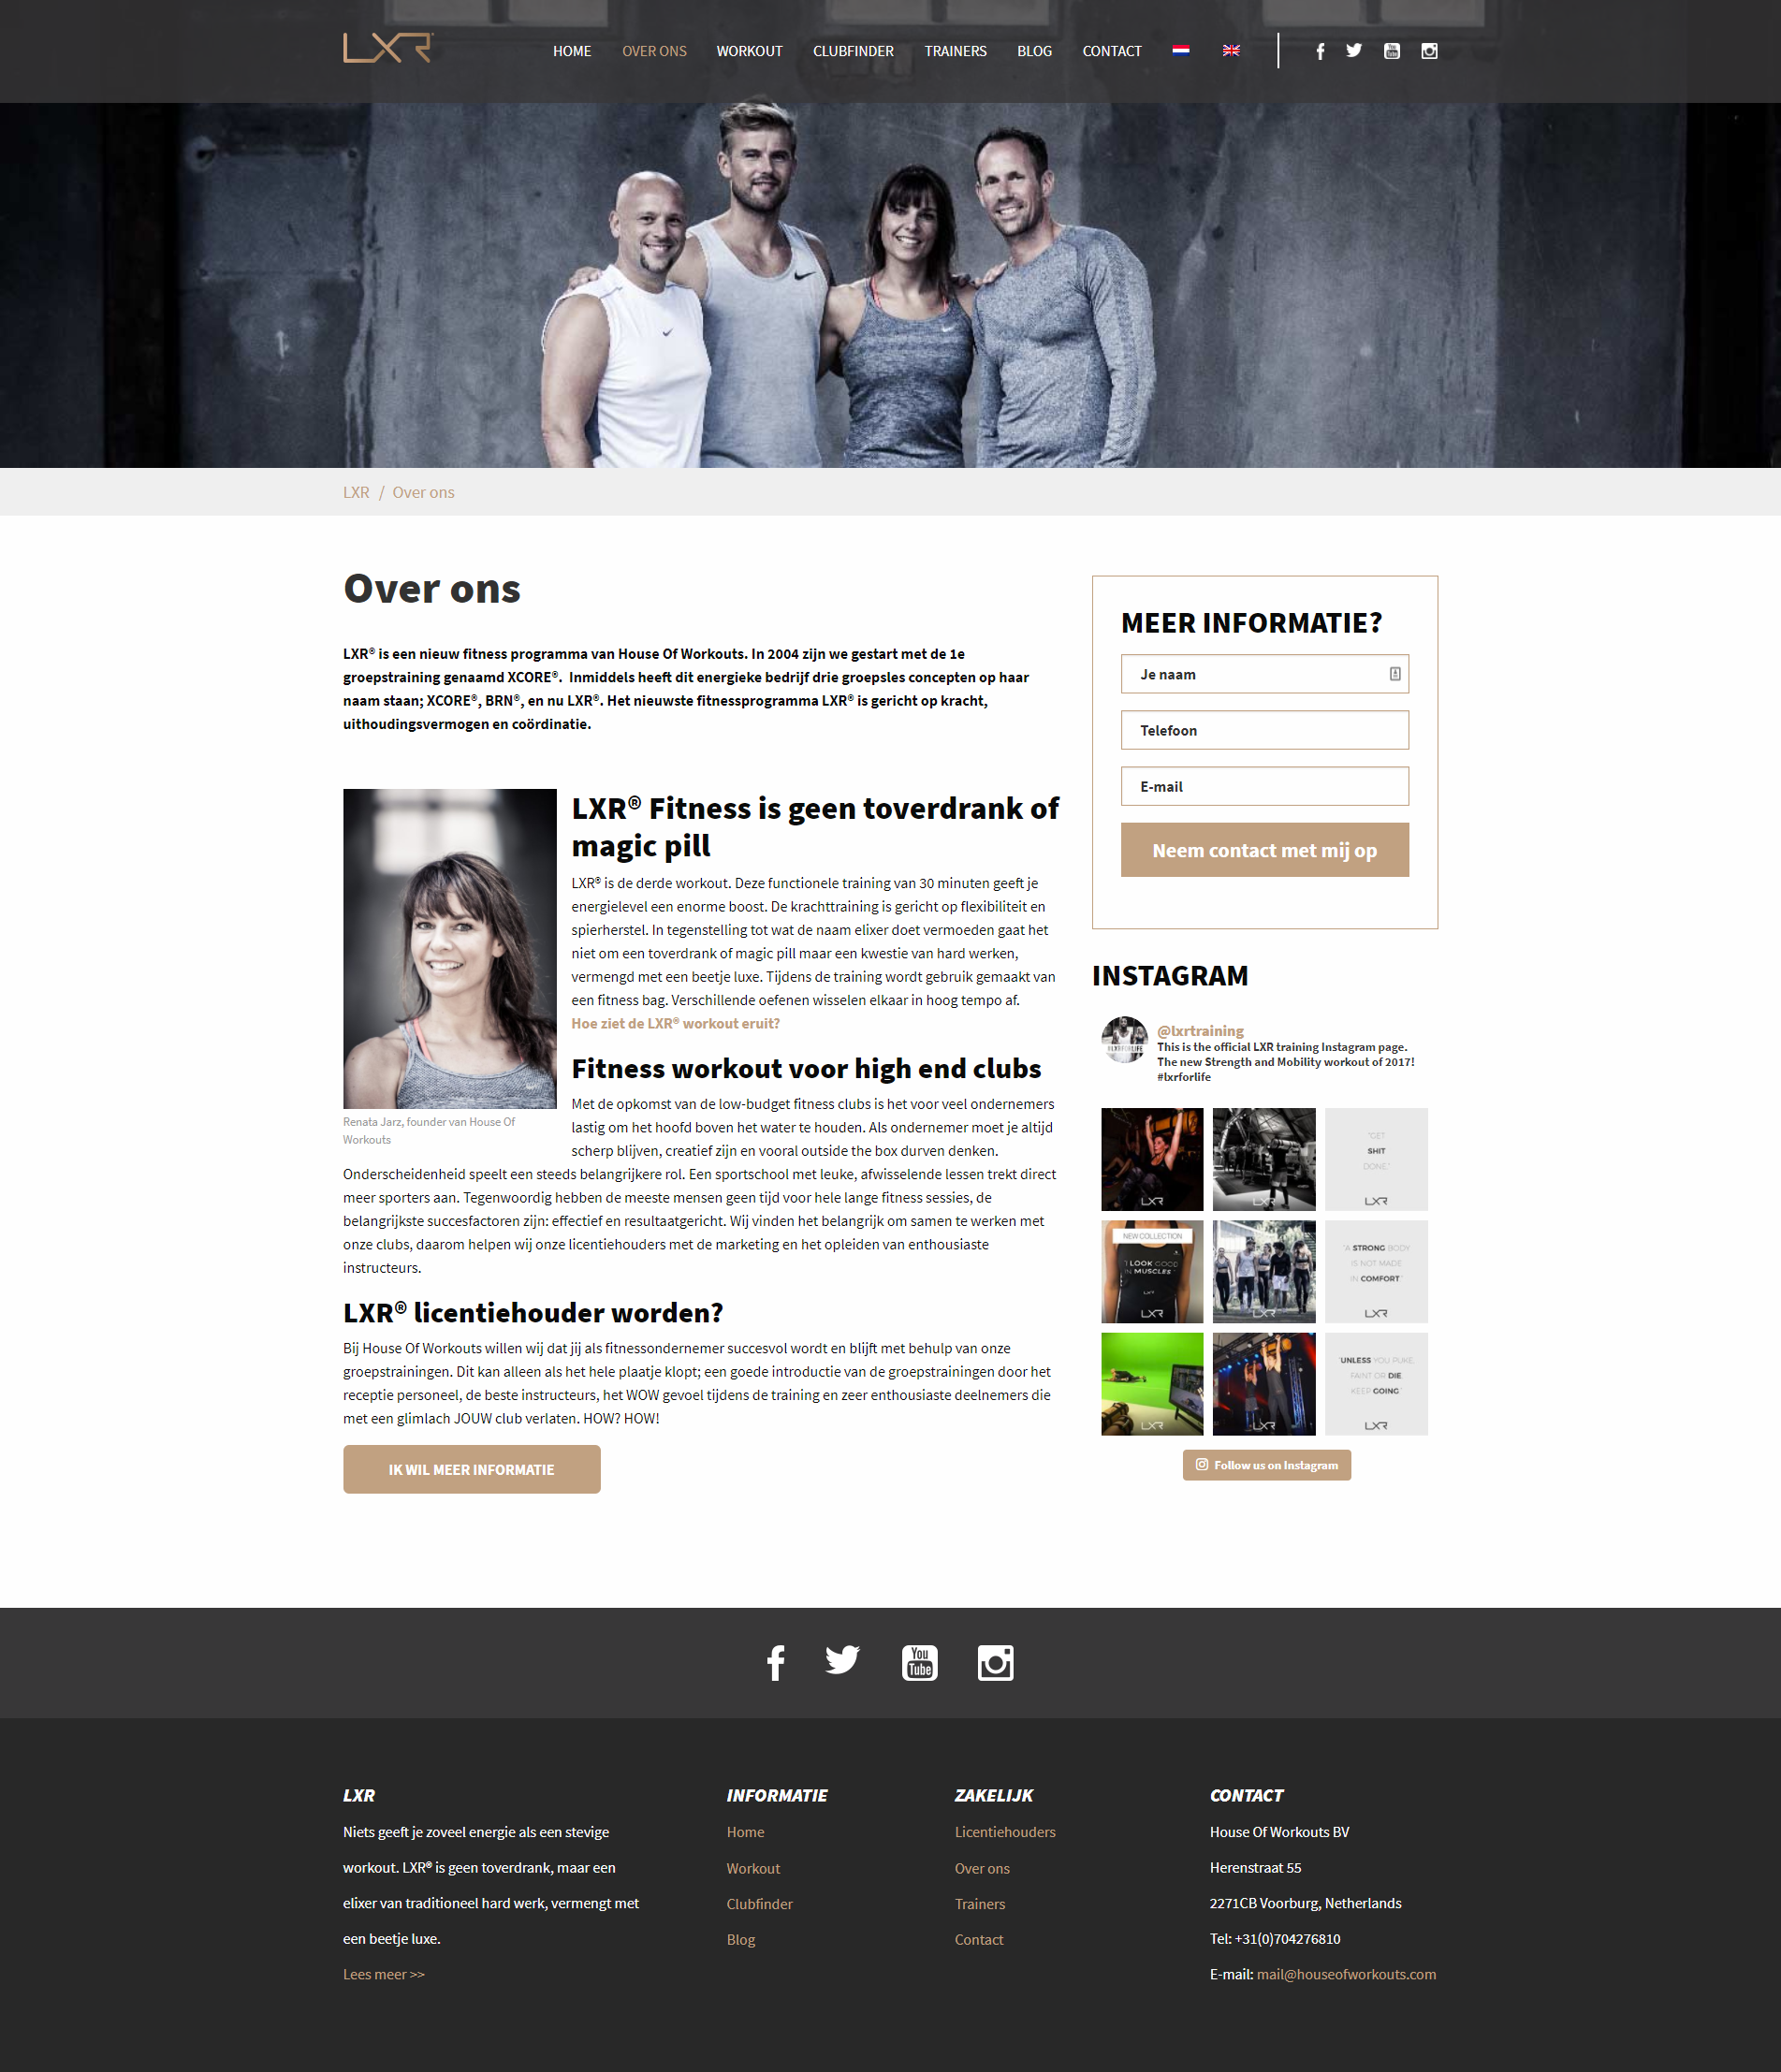 LXR
HOME OVER ONS WORKOUT CLUBFINDER TRAINERS BLOG CONTACT
LXR / Over ons
Over ons
LXR® is een nieuw fitness programma van House Of Workouts. In 2004 zijn we gestart met de 1e
groepstraining genaamd XCORE®. Inmiddels heeft dit energieke bedrijf drie groepsles concepten op haar
naam staan; XCORE®, BRN®, en nu LXR®. Het nieuwste fitnessprogramma LXR® is gericht op kracht,
uithoudingsvermogen en coördinatie.
LXR® Fitness is geen toverdrank of
magic pill
LXR® is de derde workout. Deze functionele training van 30 minuten geeft je
energielevel een enorme boost. De krachttraining is gericht op flexibiliteit en
spierherstel. In tegenstelling tot wat de naam elixer doet vermoeden gaat het
niet om een toverdrank of magic pill maar een kwestie van hard werken,
vermengd met een beetje luxe. Tijdens de training wordt gebruik gemaakt van
een fitness bag. Verschillende oefenen wisselen elkaar in hoog tempo af.
Hoe ziet de LXR® workout eruit?
Renata Jarz, founder van House Of
Workouts
Fitness workout voor high end clubs
Met de opkomst van de low-budget fitness clubs is het voor veel ondernemers
lastig om het hoofd boven het water te houden. Als ondernemer moet je altijd
scherp blijven, creatief zijn en vooral outside the box durven denken.
Onderscheidenheid speelt een steeds belangrijkere rol. Een sportschool met leuke, afwisselende lessen trekt direct
meer sporters aan. Tegenwoordig hebben de meeste mensen geen tijd voor hele lange fitness sessies, de
belangrijkste succesfactoren zijn: effectief en resultaatgericht. Wij vinden het belangrijk om samen te werken met
onze clubs, daarom helpen wij onze licentiehouders met de marketing en het opleiden van enthousiaste
instructeurs.
LXR® licentiehouder worden?
Bij House Of Workouts willen wij dat jij als fitnessondernemer succesvol wordt en blijft met behulp van onze
groepstrainingen. Dit kan alleen als het hele plaatje klopt; een goede introductie van de groepstrainingen door het
receptie personeel, de beste instructeurs, het WOW gevoel tijdens de training en zeer enthousiaste deelnemers die
met een glimlach JOUW club verlaten. HOW? HOW!
IK WIL MEER INFORMATIE
MEER INFORMATIE?
Je naam
Telefoon
E-mail
Neem contact met mij op
INSTAGRAM
#LXRFORLIFE
@lxrtraining
This is the official LXR training Instagram page.
The new Strength and Mobility workout of 2017!
#lxrforlife
LXR
LXR
"GET
SHIT
DONE."
LXR
NEW COLLECTION
"I LOOK GOOD
IN MUSCLES"
LXR
LXR
LXR
"A STRONG BODY
IS NOT MADE
IN COMFORT"
LXR
LXR
LXR
"UNLESS YOU PUKE,
FAINT OR DIE
KEEP GOING"
LXR
Follow us on Instagram
You
Tube
LXR
Niets geeft je zoveel energie als een stevige
workout. LXR® is geen toverdrank, maar een
elixer van traditioneel hard werk, vermengt met
een beetje luxe.
Lees meer >>
INFORMATIE
Home
Workout
Clubfinder
Blog
ZAKELIJK
Licentiehouders
Over ons
Trainers
Contact
CONTACT
House Of Workouts BV
Herenstraat 55
2271CB Voorburg, Netherlands
Tel: +31(0)704276810
E-mail: mail@houseofworkouts.com